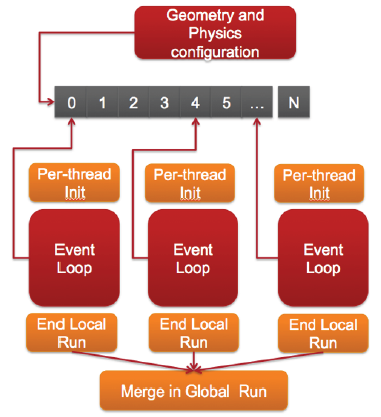 Geometry and
Physics
configuration
0 1 2 3 4 5 ... N
Per-thread
Init
Per-thread
Init
Per-thread
Init
Event
Loop
Event
Loop
Event
Loop
End Local
Run
End Local
Run
End Local
Run
Merge in Global Run